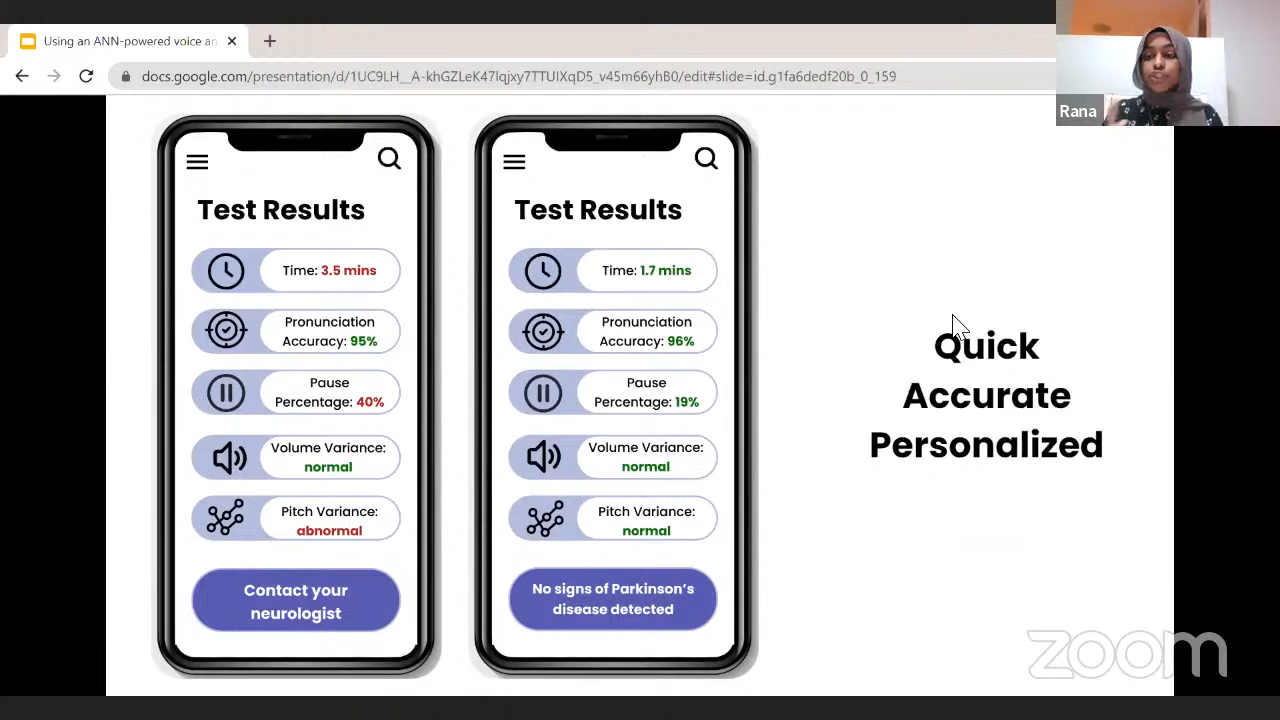 Using an ANN-powered voice an
docs.google.com/presentation/d/1UC9LH__A-khGZLeK47lqjxy7TTUIXqD5_v45m66yhB0/edit#slide=id.g1fa6dedf20b_0_159
Rana
Test Results
Time: 3.5 mins
Pronunciation
Accuracy: 95%
Pause
Percentage: 40%
Volume Variance:
normal
Pitch Variance:
abnormal
Contact your
neurologist
Test Results
Time: 1.7 mins
Pronunciation
Accuracy: 96%
Pause
Percentage: 19%
Volume Variance:
normal
Pitch Variance:
normal
No signs of Parkinson's
disease detected
Quick
Accurate
Personalized
zoom